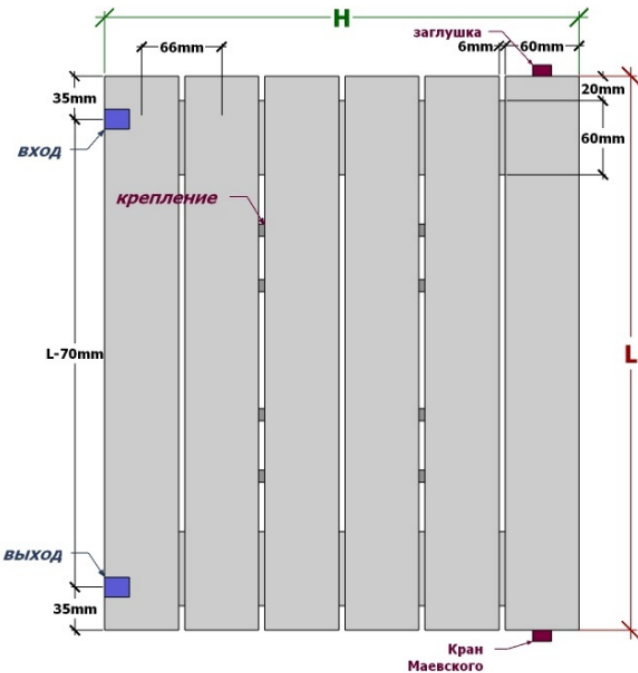 H
заглушка
66mm
6mm
60mm
35mm
20mm
вход
60mm
крепление
L-70mm
L
выход
35mm
Кран
Маевского